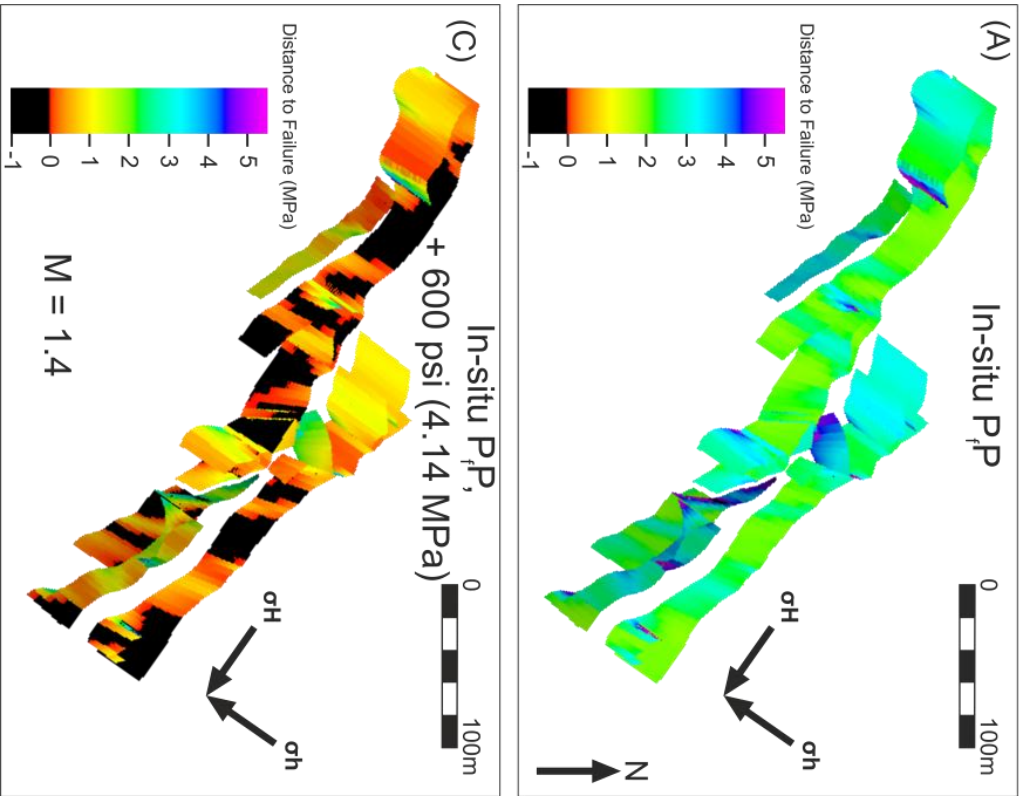 (A)
In-situ PfP
0 100m
Distance to Failure (MPa)
-1 0 1 2 3 4 5
σH
σh
N
(C)
In-situ PfP,
+ 600 psi (4.14 MPa)
0 100m
Distance to Failure (MPa)
-1 0 1 2 3 4 5
M = 1.4
σH
σh